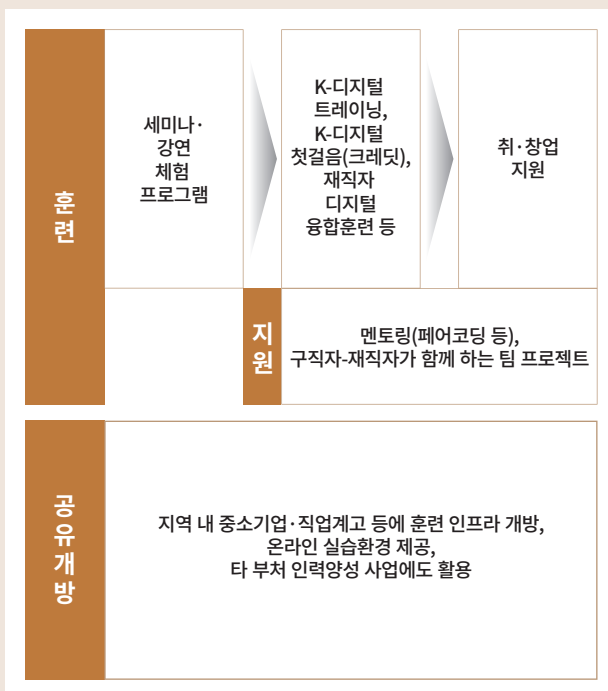 훈련
세미나·
강연
체험
프로그램
K-디지털
트레이닝,
K-디지털
첫걸음(크레딧),
재직자
디지털
융합훈련 등
취·창업
지원
지원
멘토링(페어코딩 등),
구직자-재직자가 함께 하는 팀 프로젝트
공유개방
지역 내 중소기업·직업계고 등에 훈련 인프라 개방,
온라인 실습환경 제공,
타 부처 인력양성 사업에도 활용